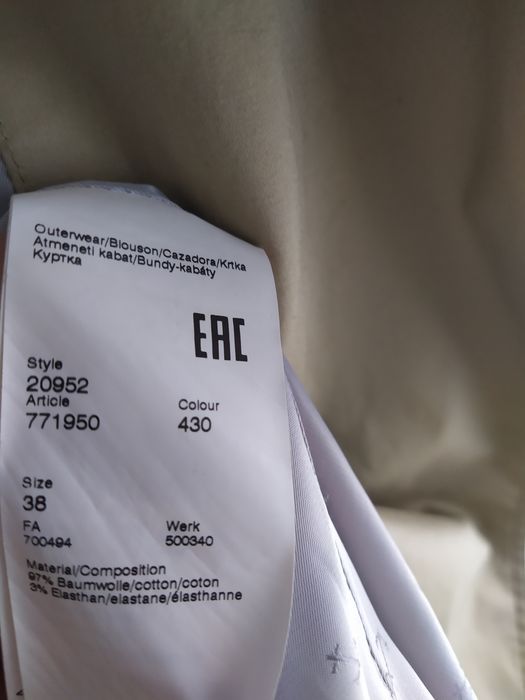 Outerwear/Blouson/Cazadora/Krtka
Atmeneti kabat/Bundy-kabáty
Куртка
EAC
Style
20952
Article
771950
Colour
430
Size
38
FA
700494
Werk
500340
Material/Composition
97% Baumwolle/cotton/coton
3% Elasthan/elastane/élasthanne